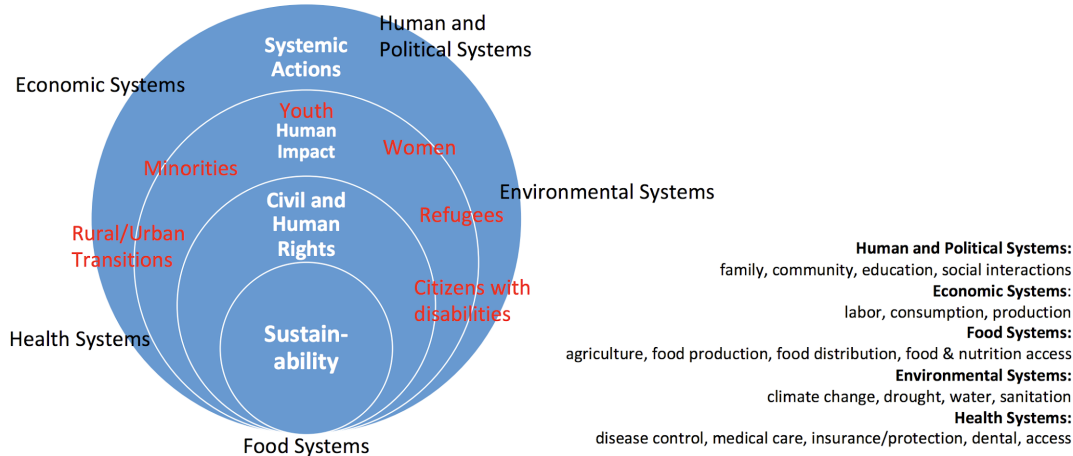 Human and
Political Systems
Systemic
Actions
Economic Systems
Youth
Human
Impact
Women
Minorities
Environmental Systems
Civil and
Human
Rights
Refugees
Rural/Urban
Transitions
Citizens with
disabilities
Health Systems
Sustain-
ability
Food Systems
Human and Political Systems:
family, community, education, social interactions
Economic Systems:
labor, consumption, production
Food Systems:
agriculture, food production, food distribution, food & nutrition access
Environmental Systems:
climate change, drought, water, sanitation
Health Systems:
disease control, medical care, insurance/protection, dental, access